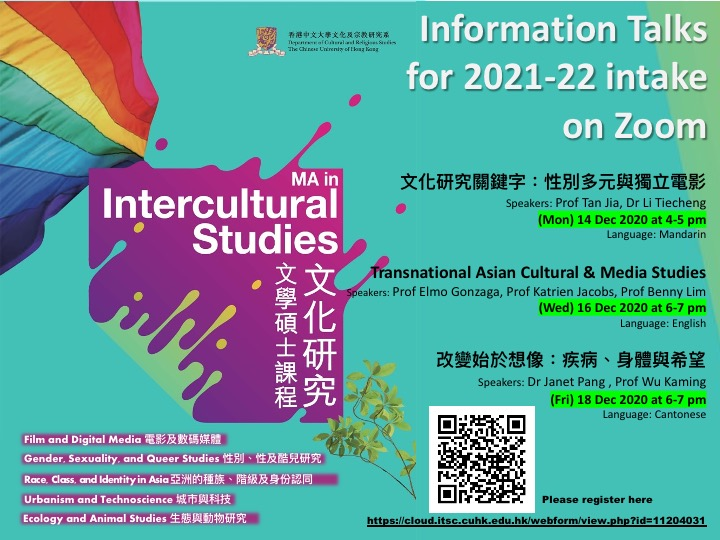 香港中文大學文化及宗教研究系
Department of Cultural and Religious Studies
The Chinese University of Hong Kong
Information Talks
for 2021-22 intake
on Zoom
MA in
Intercultural
Studies
文化研究
文學碩士課程
文化研究關鍵字：性別多元與獨立電影
Speakers: Prof Tan Jia, Dr Li Tiecheng
(Mon) 14 Dec 2020 at 4-5 pm
Language: Mandarin
Transnational Asian Cultural & Media Studies
Speakers: Prof Elmo Gonzaga, Prof Katrien Jacobs, Prof Benny Lim
(Wed) 16 Dec 2020 at 6-7 pm
Language: English
改變始於想像：疾病、身體與希望
Speakers: Dr Janet Pang , Prof Wu Kaming
(Fri) 18 Dec 2020 at 6-7 pm
Language: Cantonese
Film and Digital Media 電影及數碼媒體
Gender, Sexuality, and Queer Studies 性別、性及酷兒研究
Race, Class, and Identity in Asia 亞洲的種族、階級及身份認同
Urbanism and Technoscience 城市與科技
Ecology and Animal Studies 生態與動物研究
Please register here
https://cloud.itsc.cuhk.edu.hk/webform/view.php?id=11204031